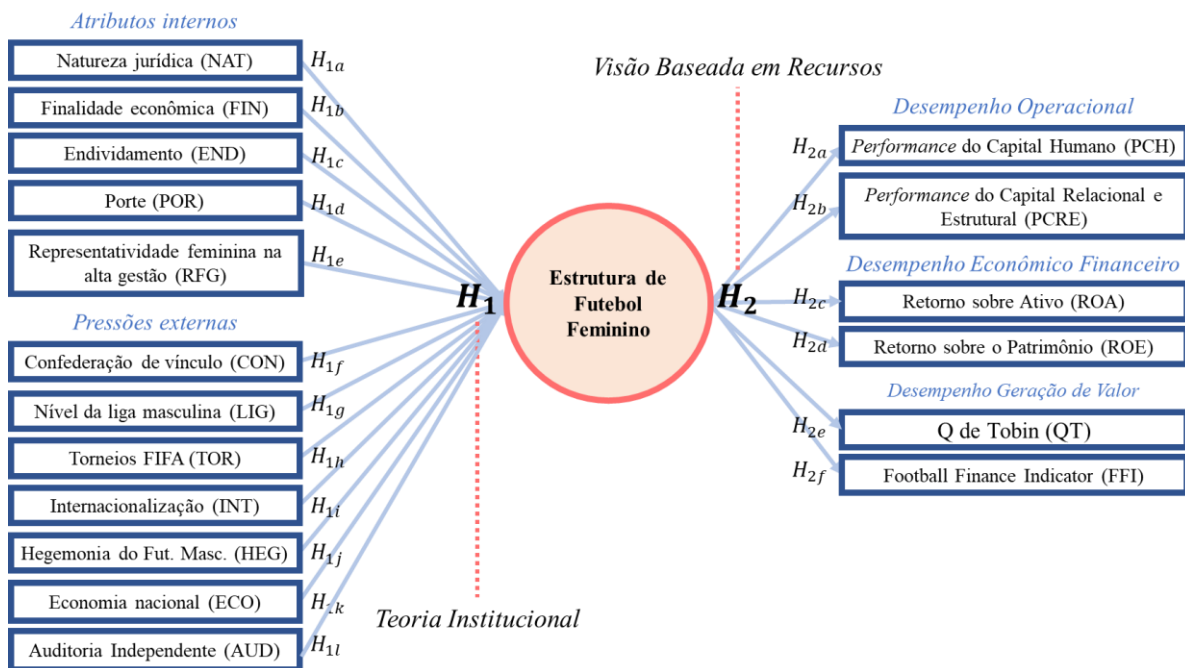 Atributos internos
Natureza jurídica (NAT)
H1a
Finalidade econômica (FIN)
H1b
Endividamento (END)
H1c
Porte (POR)
H1d
Representatividade feminina na
alta gestão (RFG)
H1e
Pressões externas
Confederação de vínculo (CON)
H1f
Nível da liga masculina (LIG)
H1g
Torneios FIFA (TOR)
H1h
Internacionalização (INT)
H1i
Hegemonia do Fut. Masc. (HEG)
H1j
Economia nacional (ECO)
H1k
Auditoria Independente (AUD)
H1l
H1
Teoria Institucional
Estrutura de
Futebol
Feminino
Visão Baseada em Recursos
H2
Desempenho Operacional
H2a
Performance do Capital Humano (PCH)
H2b
Performance do Capital Relacional e
Estrutural (PCRE)
Desempenho Econômico Financeiro
H2c
Retorno sobre Ativo (ROA)
H2d
Retorno sobre o Patrimônio (ROE)
Desempenho Geração de Valor
H2e
Q de Tobin (QT)
H2f
Football Finance Indicator (FFI)